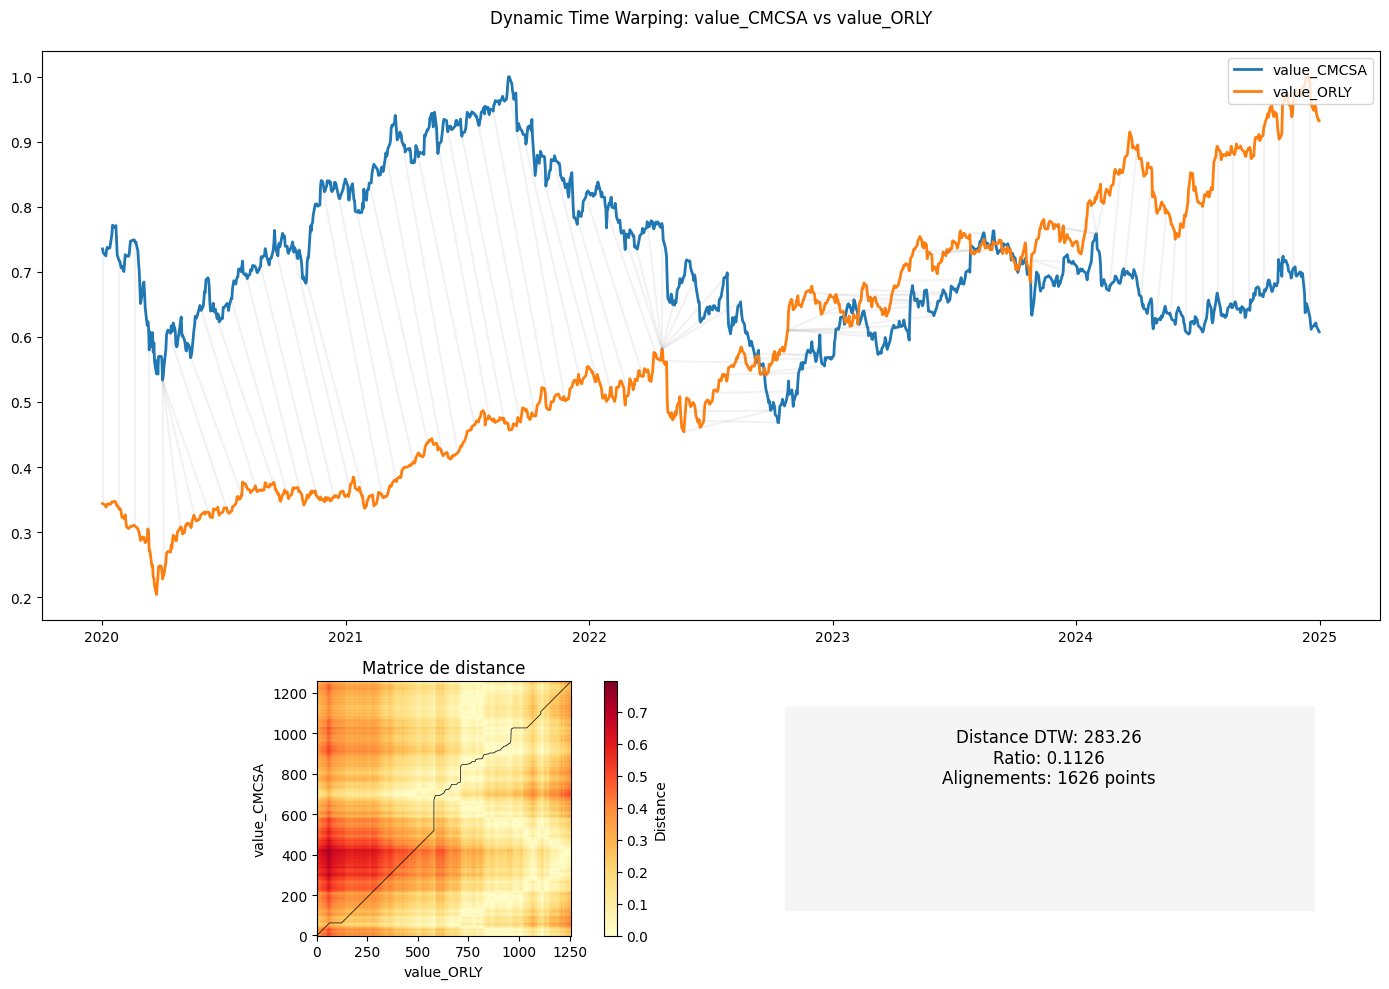 Dynamic Time Warping: value_CMCSA vs value_ORLY
value_CMCSA
value_ORLY
1.0
0.9
0.8
0.7
0.6
0.5
0.4
0.3
0.2
2020 2021 2022 2023 2024 2025
Matrice de distance
value_CMCSA
1200
1000
800
600
400
200
0
0 250 500 750 1000 1250
value_ORLY
0.7
0.6
0.5
0.4
0.3
0.2
0.1
0.0
Distance
Distance DTW: 283.26
Ratio: 0.1126
Alignements: 1626 points